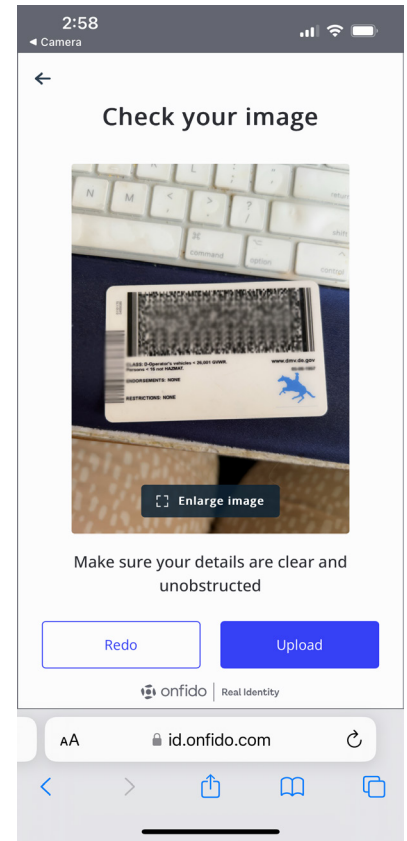 2:58
◀ Camera
Check your image
L
N
M
<
,
>
.
?
/
return
shift
⌘
command
⌥
option
control
CLASS: D-Operator's vehicles < 26,001 GVWR.
Persons < 16 not HAZMAT.
ENDORSEMENTS: NONE
RESTRICTIONS: NONE
www.dmv.de.gov
Enlarge image
Make sure your details are clear and
unobstructed
Redo
Upload
onfido | Real Identity
AA
id.onfido.com